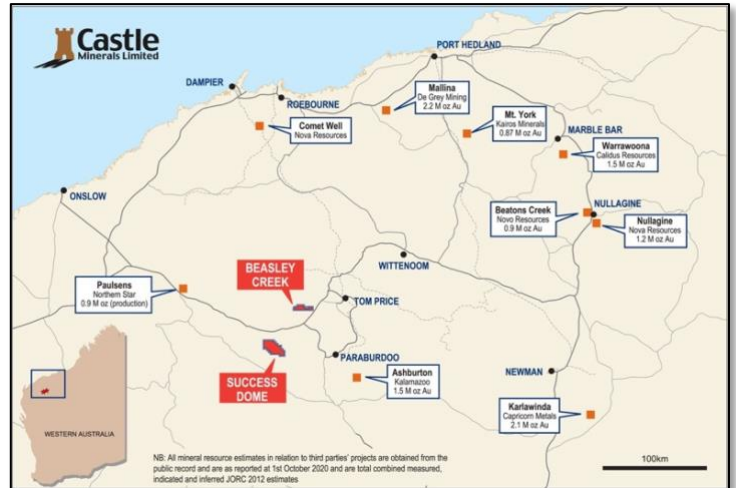 Castle
Minerals Limited
PORT HEDLAND
DAMPIER
ROEBOURNE
Mallina
De Grey Mining
2.2 M oz Au
Comet Well
Nova Resources
Mt. York
Kairos Minerals
0.87 M oz Au
MARBLE BAR
Warrawoona
Calidus Resources
1.5 M oz Au
ONSLOW
NULLAGINE
Beatons Creek
Novo Resources
0.9 M oz Au
Nullagine
Nova Resources
1.2 M oz Au
WITTENOOM
BEASLEY
CREEK
Paulsens
Northern Star
0.9 M oz (production)
TOM PRICE
PARABURDOO
SUCCESS
DOME
Ashburton
Kalamazoo
1.5 M oz Au
NEWMAN
Karlawinda
Capricorn Metals
2.1 M oz Au
WESTERN AUSTRALIA
NB: All mineral resource estimates in relation to third parties' projects are obtained from the
public record and are as reported at 1st October 2020 and are total combined measured,
indicated and inferred JORC 2012 estimates
100km